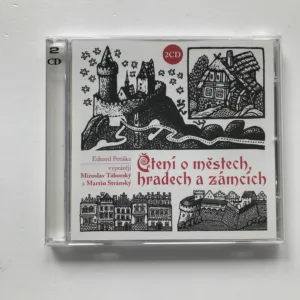 2
CD
2CD
Eduard Petiška
vyprávějí
Miroslav Táborský
a Martin Stránský
Čtení o městech,
hradech a zámcích